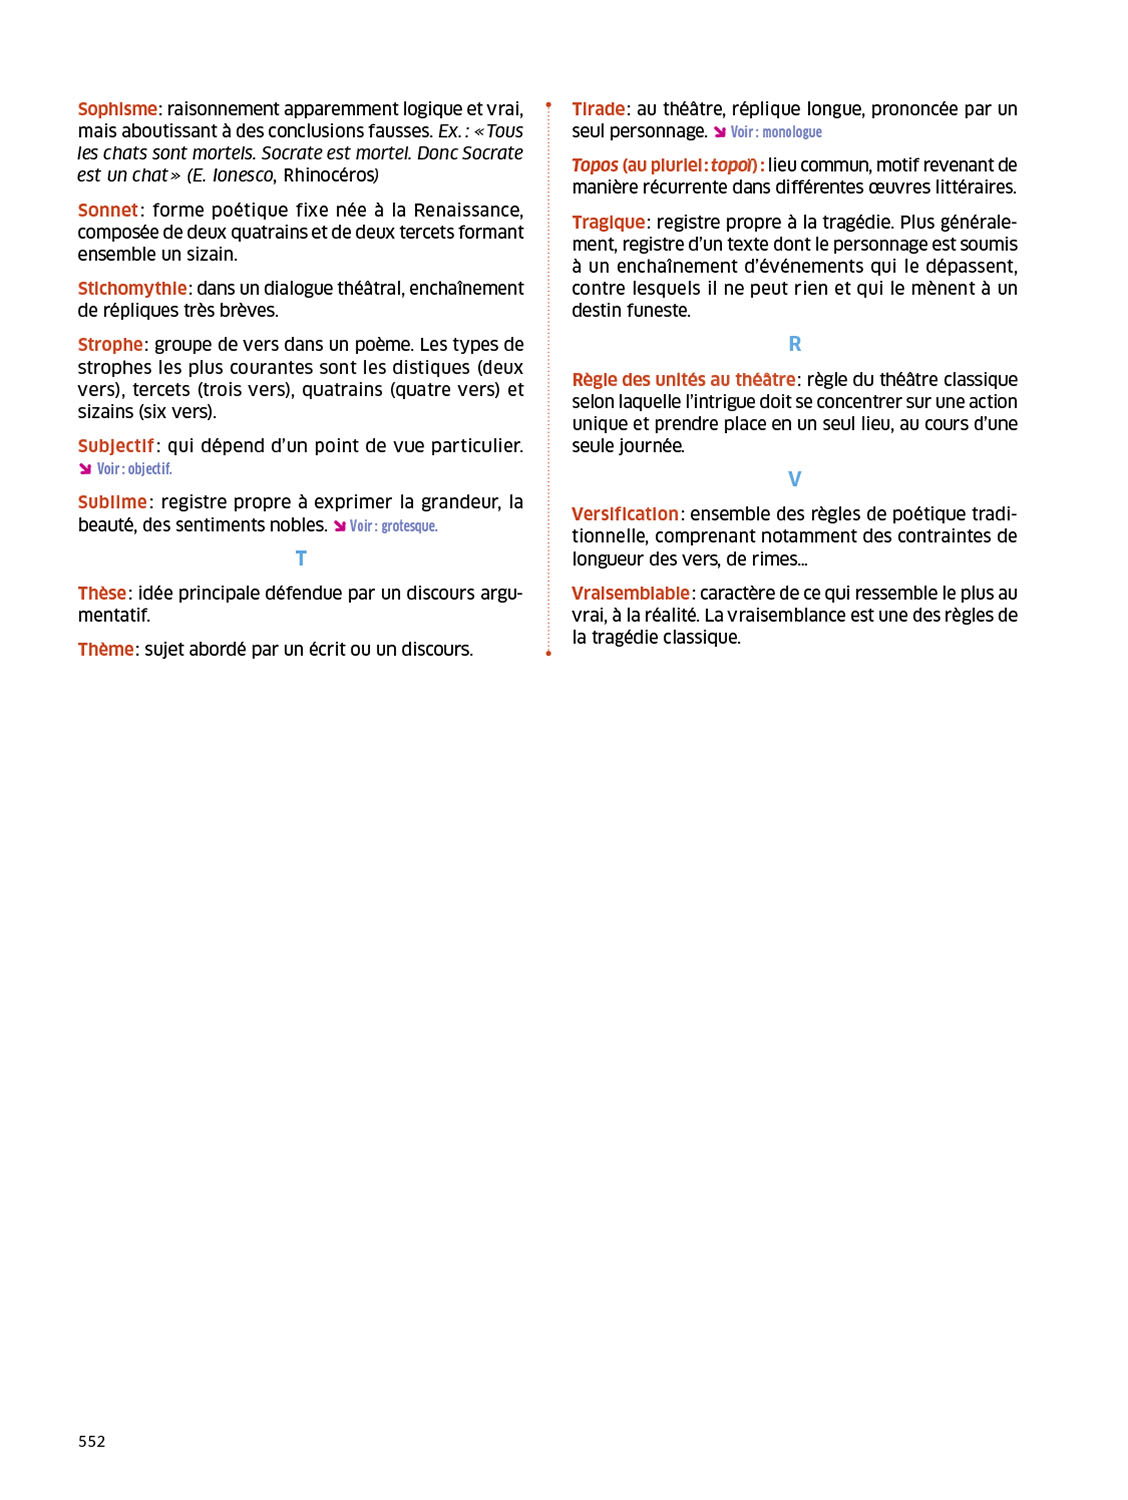 Sophisme : raisonnement apparemment logique et vrai,
mais aboutissant à des conclusions fausses. Ex. : « Tous
les chats sont mortels. Socrate est mortel. Donc Socrate
est un chat » (E. Ionesco, Rhinocéros)
Sonnet : forme poétique fixe née à la Renaissance,
composée de deux quatrains et de deux tercets formant
ensemble un sizain.
Stichomythie : dans un dialogue théâtral, enchaînement
de répliques très brèves.
Strophe : groupe de vers dans un poème. Les types de
strophes les plus courantes sont les distiques (deux
vers), tercets (trois vers), quatrains (quatre vers) et
sizains (six vers).
Subjectif : qui dépend d’un point de vue particulier.
➘ Voir : objectif.
Sublime : registre propre à exprimer la grandeur, la
beauté, des sentiments nobles. ➘ Voir : grotesque.
T
Thèse : idée principale défendue par un discours argu-
mentatif.
Thème : sujet abordé par un écrit ou un discours.
Tirade : au théâtre, réplique longue, prononcée par un
seul personnage. ➘ Voir : monologue
Topos (au pluriel : topoï) : lieu commun, motif revenant de
manière récurrente dans différentes œuvres littéraires.
Tragique : registre propre à la tragédie. Plus générale-
ment, registre d’un texte dont le personnage est soumis
à un enchaînement d’événements qui le dépassent,
contre lesquels il ne peut rien et qui le mènent à un
destin funeste.
R
Règle des unités au théâtre : règle du théâtre classique
selon laquelle l’intrigue doit se concentrer sur une action
unique et prendre place en un seul lieu, au cours d’une
seule journée.
V
Versification : ensemble des règles de poétique tradi-
tionnelle, comprenant notamment des contraintes de
longueur des vers, de rimes...
Vraisemblable : caractère de ce qui ressemble le plus au
vrai, à la réalité. La vraisemblance est une des règles de
la tragédie classique.
552